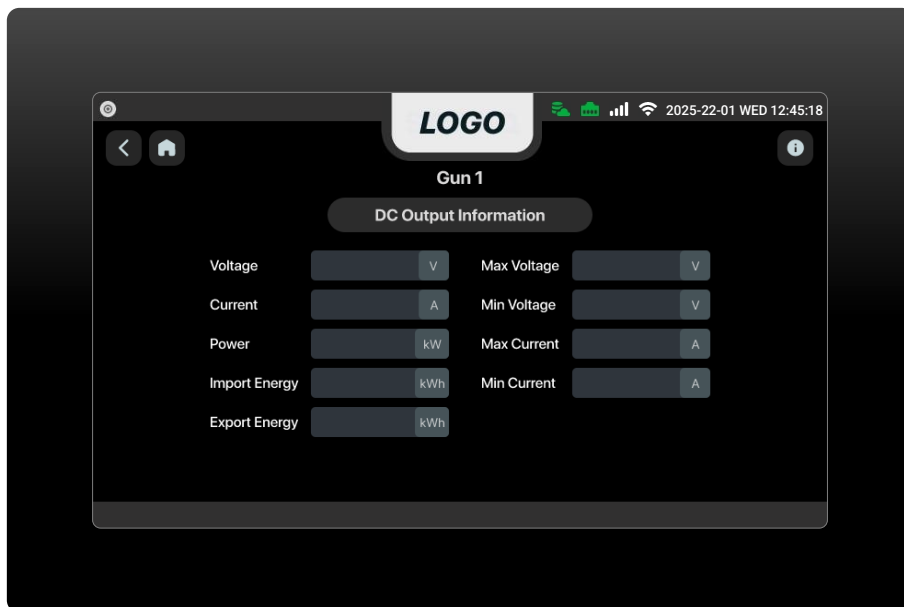 LOGO
2025-22-01 WED 12:45:18
Gun 1
DC Output Information
Voltage V
Max Voltage V
Current A
Min Voltage V
Power kW
Max Current A
Import Energy kWh
Min Current A
Export Energy kWh